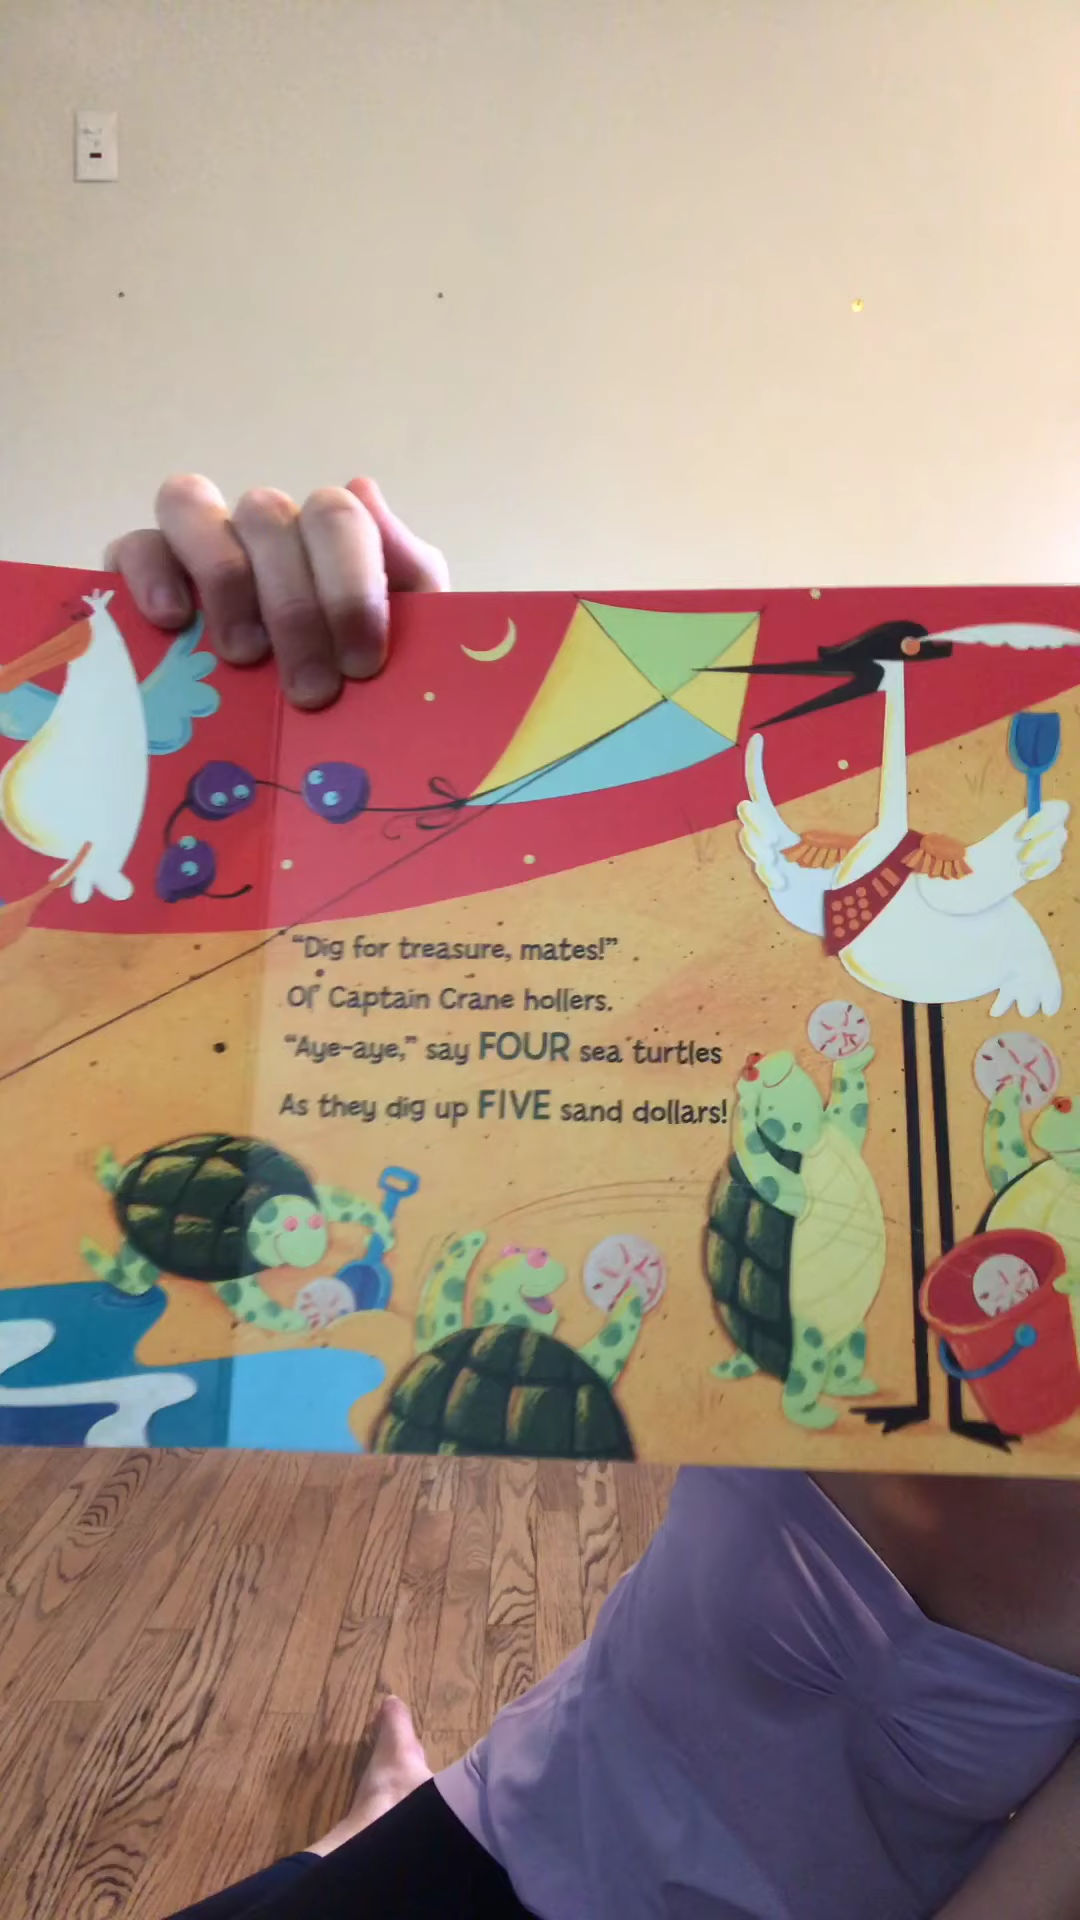 “Dig for treasure, mates!”
Ol’ Captain Crane hollers.
“Aye-aye,” say FOUR sea turtles
As they dig up FIVE sand dollars!